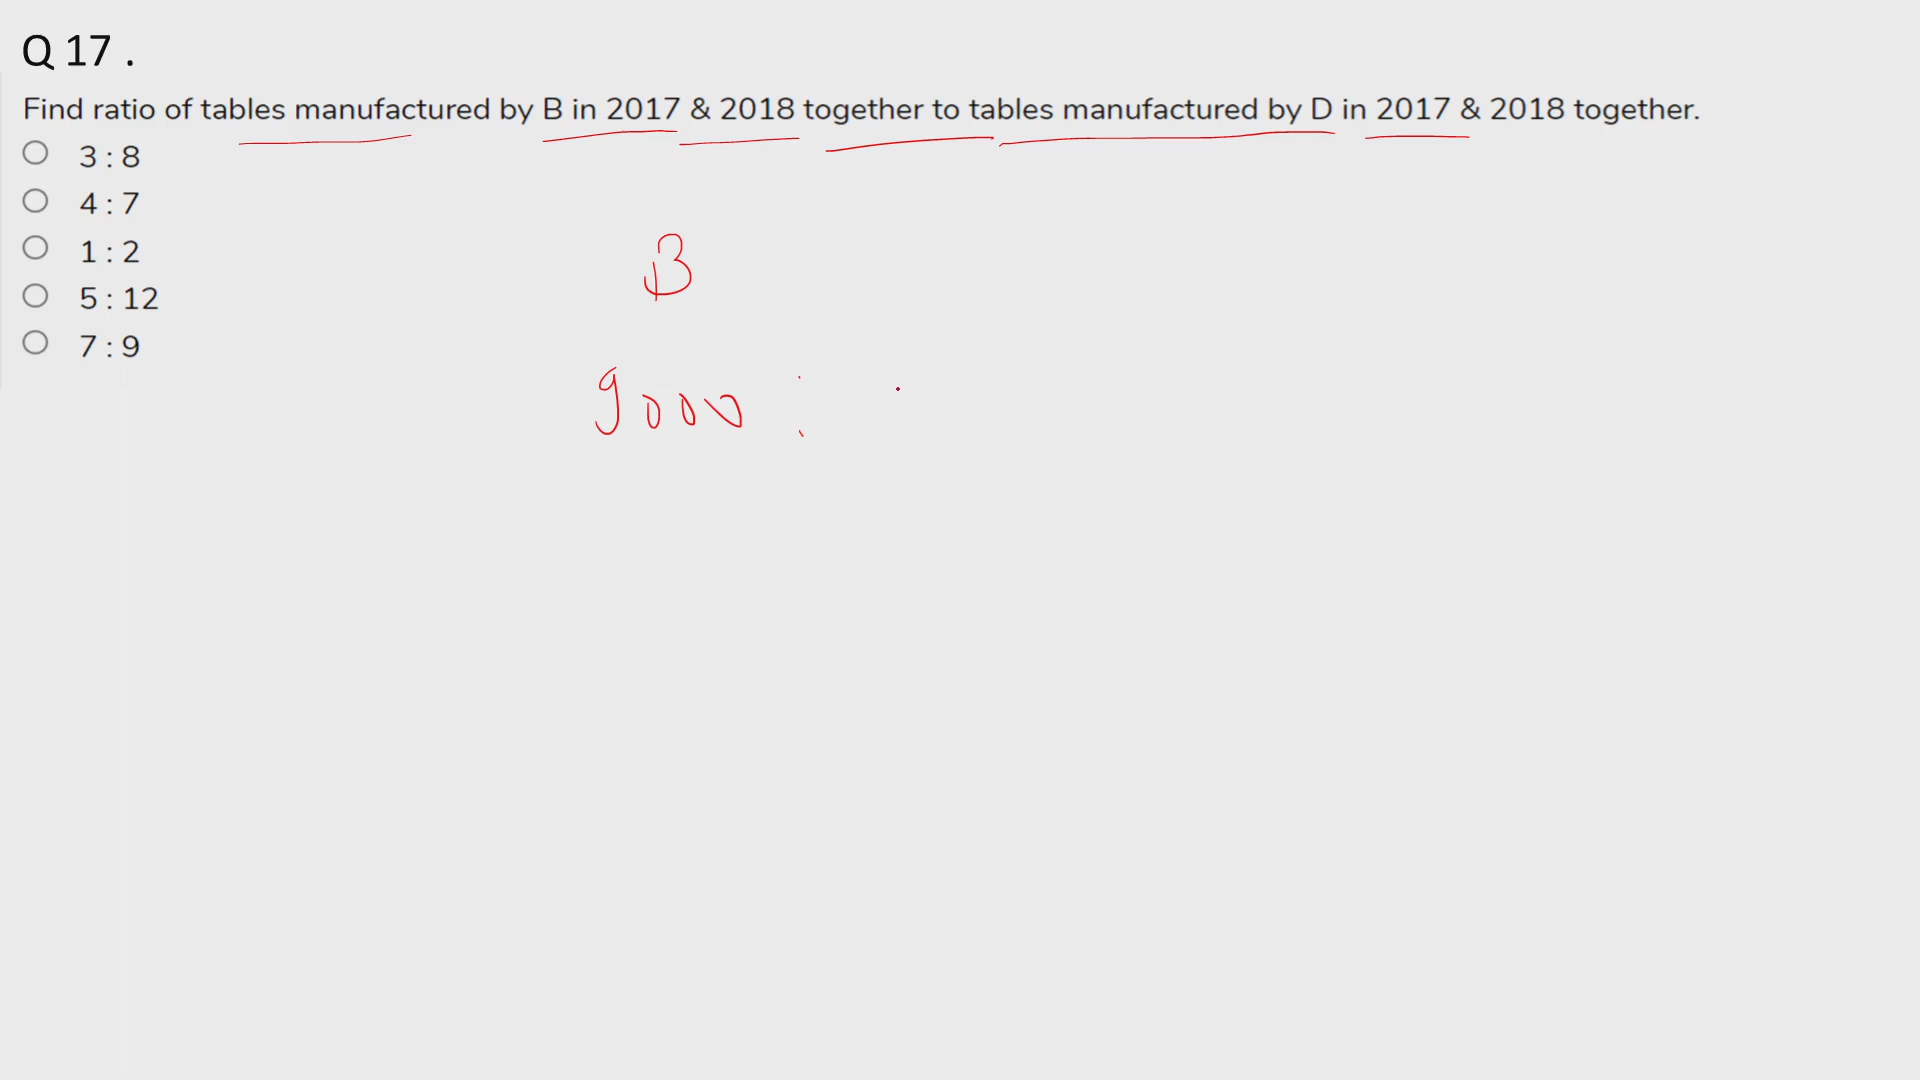 Q 17 .
Find ratio of tables manufactured by B in 2017 & 2018 together to tables manufactured by D in 2017 & 2018 together.
3 : 8
4 : 7
1 : 2
5 : 12
7 : 9
B
9000 :